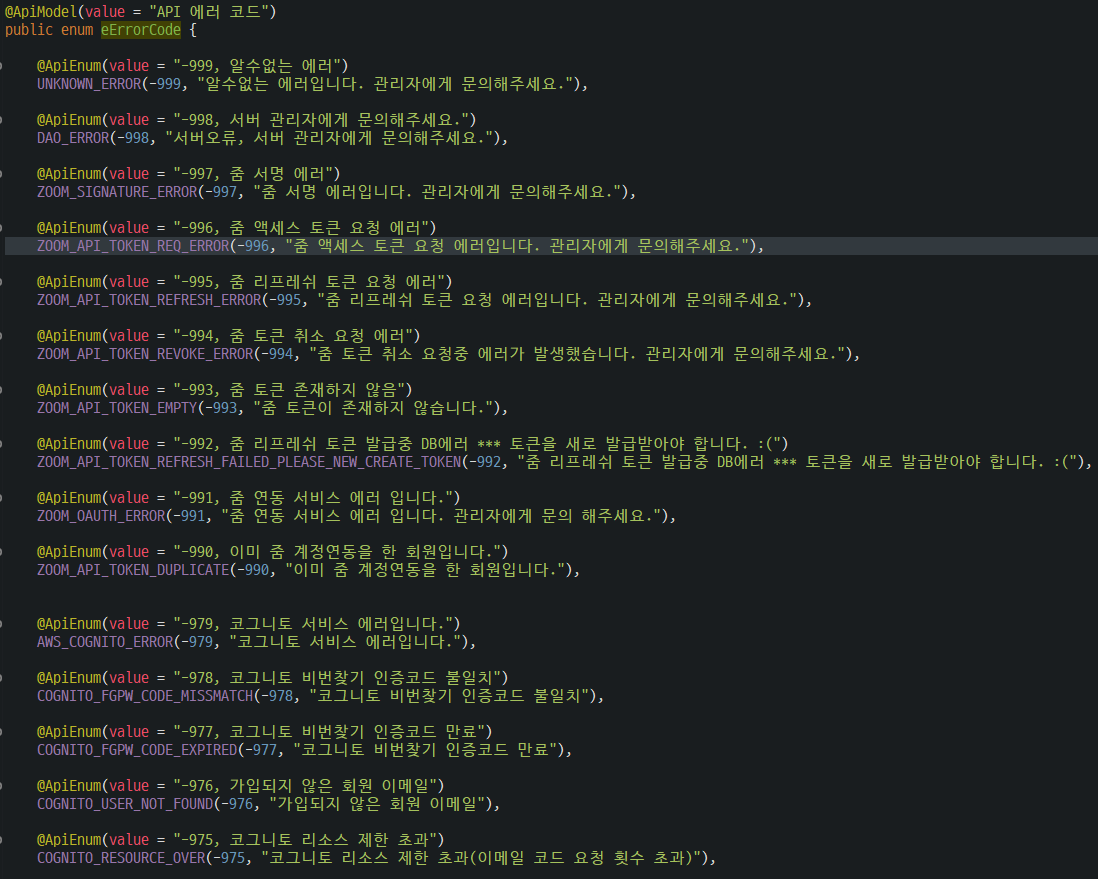 @ApiModel(value = "API 에러 코드")
public enum eErrorCode {
@ApiEnum(value = "-999, 알수없는 에러")
UNKNOWN_ERROR(-999, "알수없는 에러입니다. 관리자에게 문의해주세요."),
@ApiEnum(value = "-998, 서버 관리자에게 문의해주세요.")
DAO_ERROR(-998, "서버오류, 서버 관리자에게 문의해주세요."),
@ApiEnum(value = "-997, 줌 서명 에러")
ZOOM_SIGNATURE_ERROR(-997, "줌 서명 에러입니다. 관리자에게 문의해주세요."),
@ApiEnum(value = "-996, 줌 액세스 토큰 요청 에러")
ZOOM_API_TOKEN_REQ_ERROR(-996, "줌 액세스 토큰 요청 에러입니다. 관리자에게 문의해주세요."),
@ApiEnum(value = "-995, 줌 리프레쉬 토큰 요청 에러")
ZOOM_API_TOKEN_REFRESH_ERROR(-995, "줌 리프레쉬 토큰 요청 에러입니다. 관리자에게 문의해주세요."),
@ApiEnum(value = "-994, 줌 토큰 취소 요청 에러")
ZOOM_API_TOKEN_REVOKE_ERROR(-994, "줌 토큰 취소 요청중 에러가 발생했습니다. 관리자에게 문의해주세요."),
@ApiEnum(value = "-993, 줌 토큰 존재하지 않음")
ZOOM_API_TOKEN_EMPTY(-993, "줌 토큰이 존재하지 않습니다."),
@ApiEnum(value = "-992, 줌 리프레쉬 토큰 발급중 DB에러 *** 토큰을 새로 발급받아야 합니다. :(")
ZOOM_API_TOKEN_REFRESH_FAILED_PLEASE_NEW_CREATE_TOKEN(-992, "줌 리프레쉬 토큰 발급중 DB에러 *** 토큰을 새로 발급받아야 합니다. :("),
@ApiEnum(value = "-991, 줌 연동 서비스 에러 입니다.")
ZOOM_OAUTH_ERROR(-991, "줌 연동 서비스 에러 입니다. 관리자에게 문의 해주세요."),
@ApiEnum(value = "-990, 이미 줌 계정연동을 한 회원입니다.")
ZOOM_API_TOKEN_DUPLICATE(-990, "이미 줌 계정연동을 한 회원입니다."),
@ApiEnum(value = "-979, 코그니토 서비스 에러입니다.")
AWS_COGNITO_ERROR(-979, "코그니토 서비스 에러입니다."),
@ApiEnum(value = "-978, 코그니토 비번찾기 인증코드 불일치")
COGNITO_FGPW_CODE_MISSMATCH(-978, "코그니토 비번찾기 인증코드 불일치"),
@ApiEnum(value = "-977, 코그니토 비번찾기 인증코드 만료")
COGNITO_FGPW_CODE_EXPIRED(-977, "코그니토 비번찾기 인증코드 만료"),
@ApiEnum(value = "-976, 가입되지 않은 회원 이메일")
COGNITO_USER_NOT_FOUND(-976, "가입되지 않은 회원 이메일"),
@ApiEnum(value = "-975, 코그니토 리소스 제한 초과")
COGNITO_RESOURCE_OVER(-975, "코그니토 리소스 제한 초과(이메일 코드 요청 횟수 초과)"),